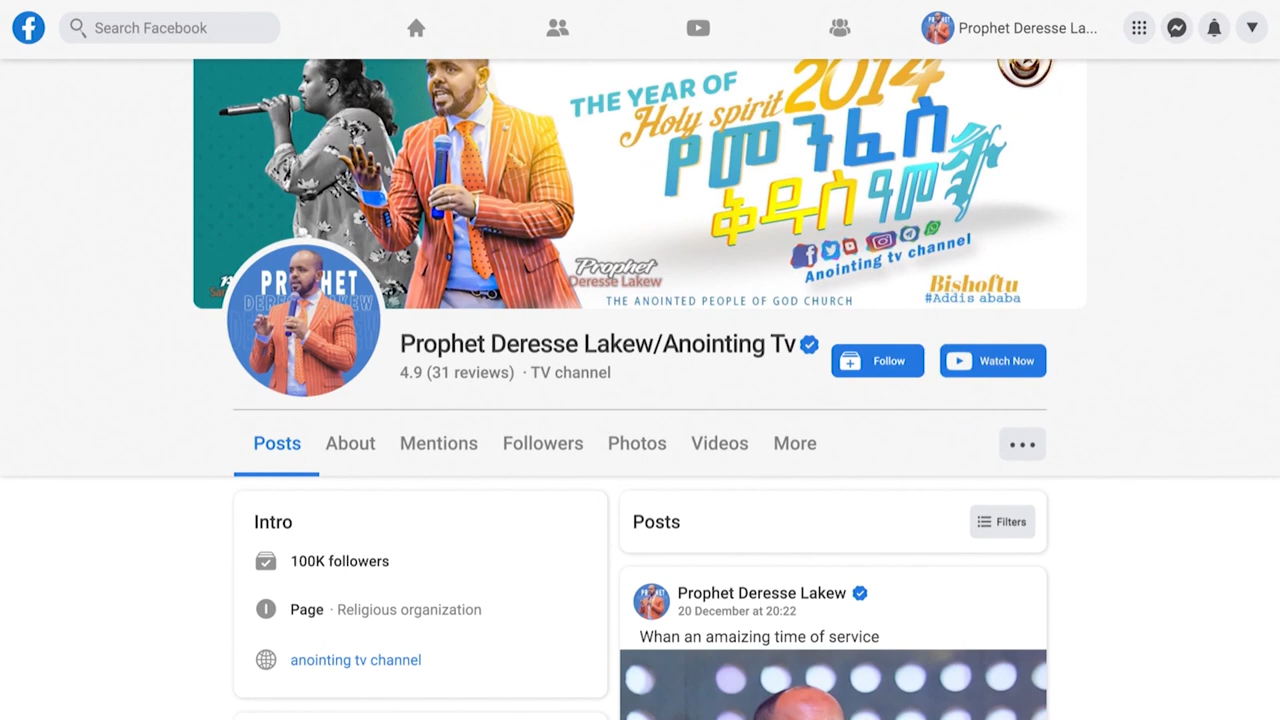 Search Facebook
Prophet Deresse La...
THE YEAR OF
Holy spirit 2014
የመንፈስ
ቅዱስ ዓመት
Anointing tv channel
Prophet
Deresse Lakew
Bishoftu
#Addis ababa
THE ANOINTED PEOPLE OF GOD CHURCH
PROPHET
Prophet Deresse Lakew/Anointing Tv
4.9 (31 reviews) · TV channel
Follow
Watch Now
Posts
About
Mentions
Followers
Photos
Videos
More
Intro
100K followers
Page · Religious organization
anointing tv channel
Posts
Filters
Prophet Deresse Lakew
20 December at 20:22
Whan an amaizing time of service